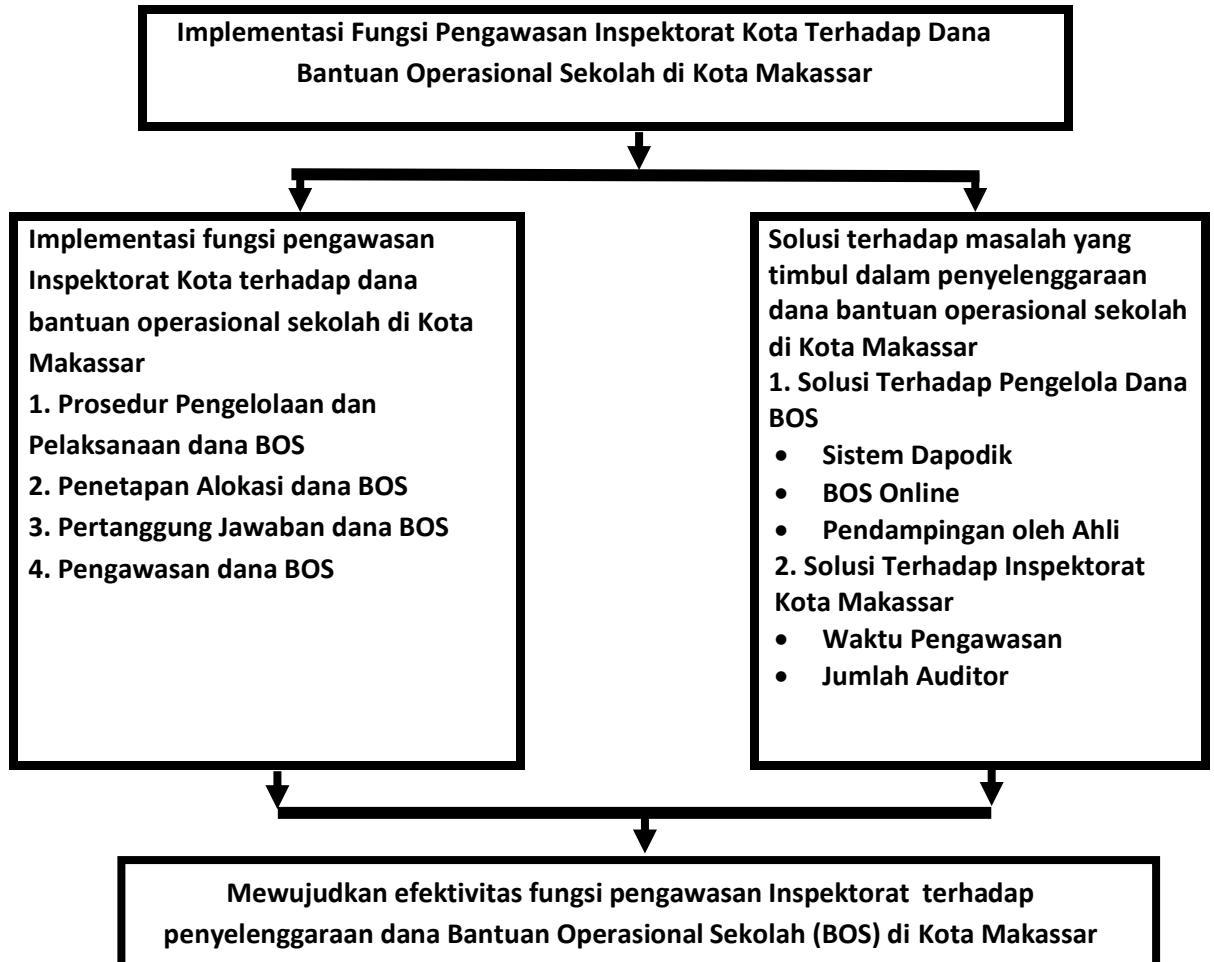 Implementasi Fungsi Pengawasan Inspektorat Kota Terhadap Dana
Bantuan Operasional Sekolah di Kota Makassar
Implementasi fungsi pengawasan
Inspektorat Kota terhadap dana
bantuan operasional sekolah di Kota
Makassar
1. Prosedur Pengelolaan dan
Pelaksanaan dana BOS
2. Penetapan Alokasi dana BOS
3. Pertanggung Jawaban dana BOS
4. Pengawasan dana BOS
Solusi terhadap masalah yang
timbul dalam penyelenggaraan
dana bantuan operasional sekolah
di Kota Makassar
1. Solusi Terhadap Pengelola Dana
BOS
• Sistem Dapodik
• BOS Online
• Pendampingan oleh Ahli
2. Solusi Terhadap Inspektorat
Kota Makassar
• Waktu Pengawasan
• Jumlah Auditor
Mewujudkan efektivitas fungsi pengawasan Inspektorat terhadap
penyelenggaraan dana Bantuan Operasional Sekolah (BOS) di Kota Makassar